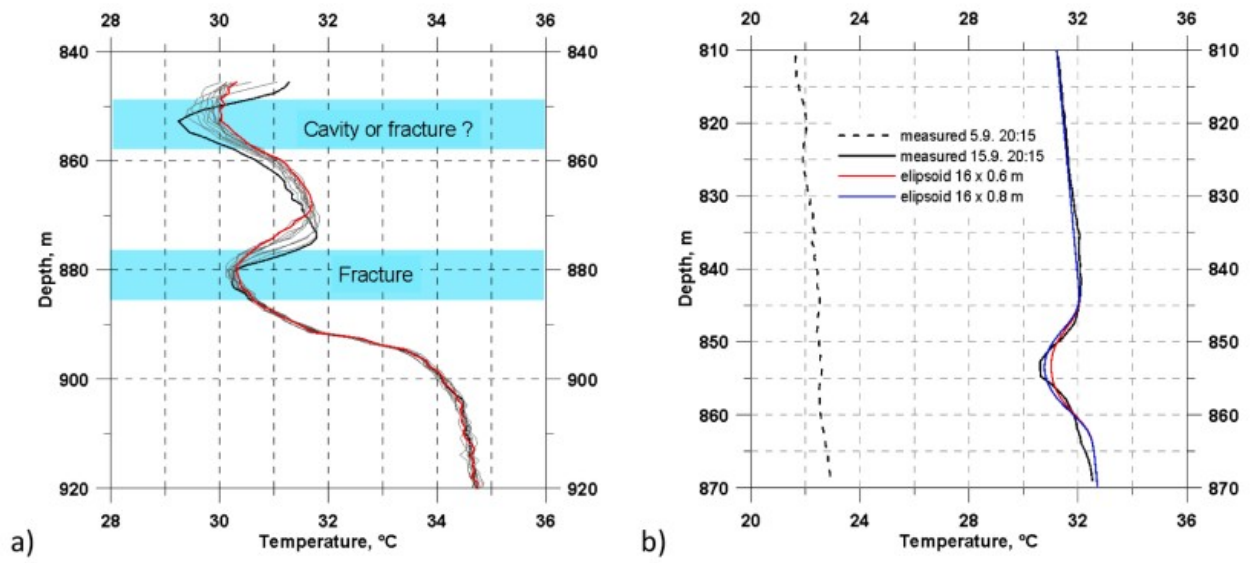 28 30 32 34 36
840 840
Cavity or fracture ?
860 860
880 Fracture 880
900 900
920 920
28 30 32 34 36
Depth, m
Temperature, °C
a)
20 24 28 32 36
810 810
820 820
measured 5.9. 20:15
measured 15.9. 20:15
elipsoid 16 x 0.6 m
elipsoid 16 x 0.8 m
830 830
840 840
850 850
860 860
870 870
20 24 28 32 36
Depth, m
Temperature, °C
b)